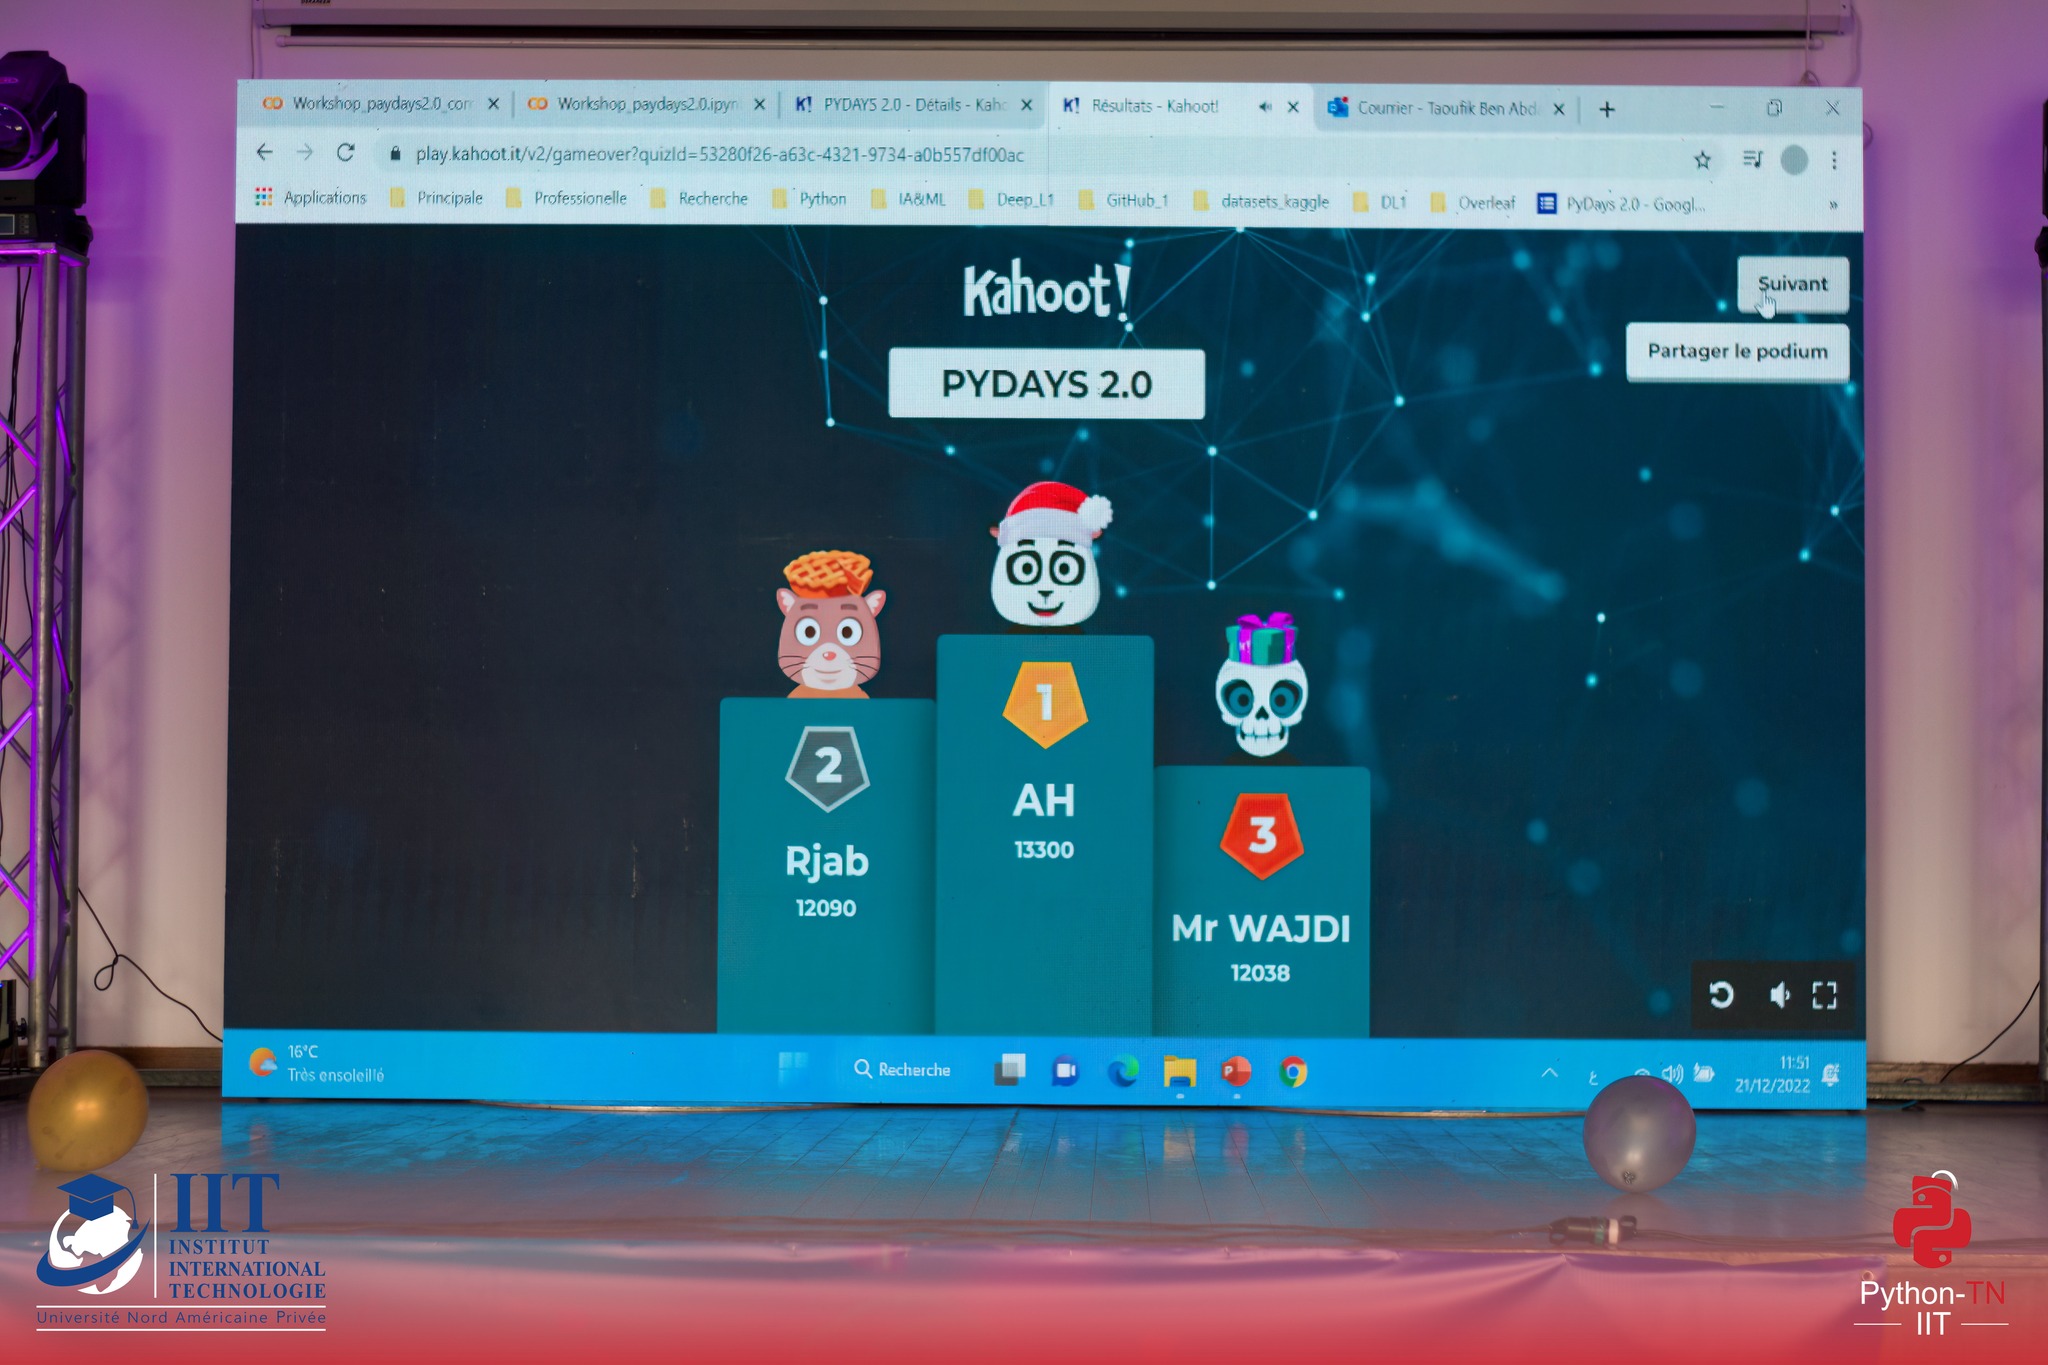 Workshop_paydays2.0_con
Workshop_paydays2.0.ipyn
K! PYDAYS 2.0 - Détails - Kaho
K! Résultats - Kahoot!
Courrier - Taoufik Ben Abd
play.kahoot.it/v2/gameover?quizId=53280f26-a63c-4321-9734-a0b557df00ac
Applications Principale Professionelle Recherche Python IA&ML Deep_L1 GitHub_1 datasets_kaggle DL1 Overleaf PyDays 2.0 - Googl... »
Kahoot!
Suivant
Partager le podium
PYDAYS 2.0
1
AH
13300
2
Rjab
12090
3
Mr WAJDI
12038
16°C
Très ensoleillé
Recherche
ع
11:51
21/12/2022
IIT
INSTITUT
INTERNATIONAL
TECHNOLOGIE
Université Nord Américaine Privée
Python-TN
IIT